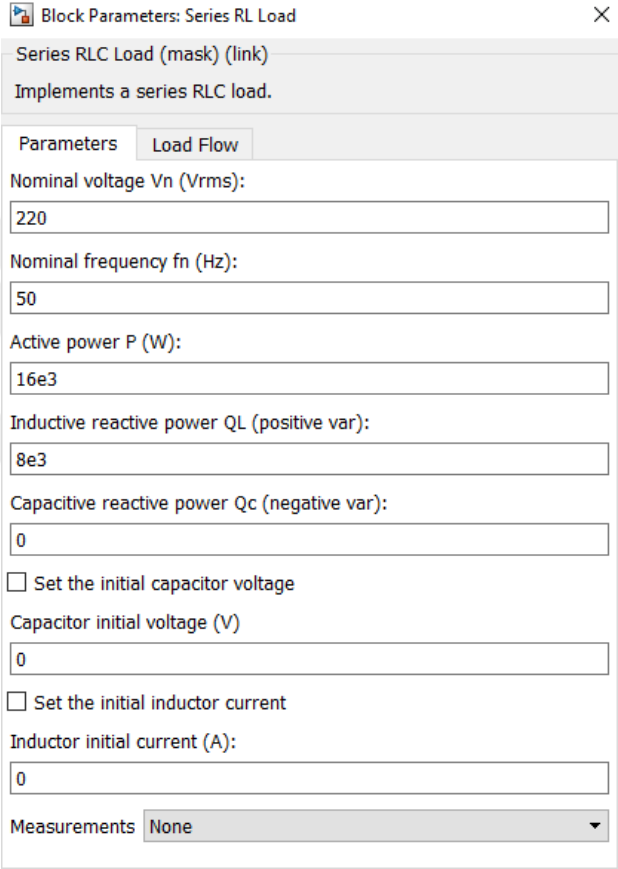 Block Parameters: Series RL Load
Series RLC Load (mask) (link)
Implements a series RLC load.
Parameters Load Flow
Nominal voltage Vn (Vrms):
220
Nominal frequency fn (Hz):
50
Active power P (W):
16e3
Inductive reactive power QL (positive var):
8e3
Capacitive reactive power Qc (negative var):
0
Set the initial capacitor voltage
Capacitor initial voltage (V)
0
Set the initial inductor current
Inductor initial current (A):
0
Measurements None